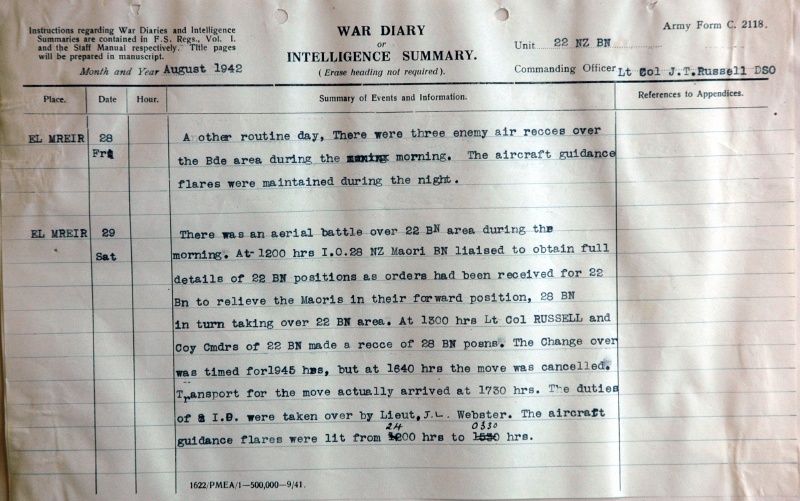 Instructions regarding War Diaries and Intelligence
Summaries are contained in F.S. Regs., Vol. I.
and the Staff Manual respectively. Title pages
will be prepared in manuscript.
Month and Year August 1942
WAR DIARY
or
INTELLIGENCE SUMMARY.
(Erase heading not required).
Army Form C. 2118.
Unit 22 NZ BN
Commanding Officer Lt Col J.T.Russell DSO
Place. Date Hour. Summary of Events and Information. References to Appendices.
EL MREIR 28 A other routine day, There were three enemy air recces over
Fri the Bde area during the morning. The aircraft guidance
flares were maintained during the night.
EL MREIR 29 There was an aerial battle over 22 BN area during the
Sat morning. At 1200 hrs I.O.28 NZ Maori BN liaised to obtain full
details of 22 BN positions as orders had been received for 22
Bn to relieve the Maoris in their forward position, 28 BN
in turn taking over 22 BN area. At 1300 hrs Lt Col RUSSELL and
Coy Cmdrs of 22 BN made a recce of 28 BN posns. The Change over
was timed for1945 hrs, but at 1640 hrs the move was cancelled.
Transport for the move actually arrived at 1730 hrs. The duties
of I.O. were taken over by Lieut, J.L. Webster. The aircraft
24 0330
guidance flares were lit from 00 hrs to hrs.
1622/PMEA/1—500,000—9/41.